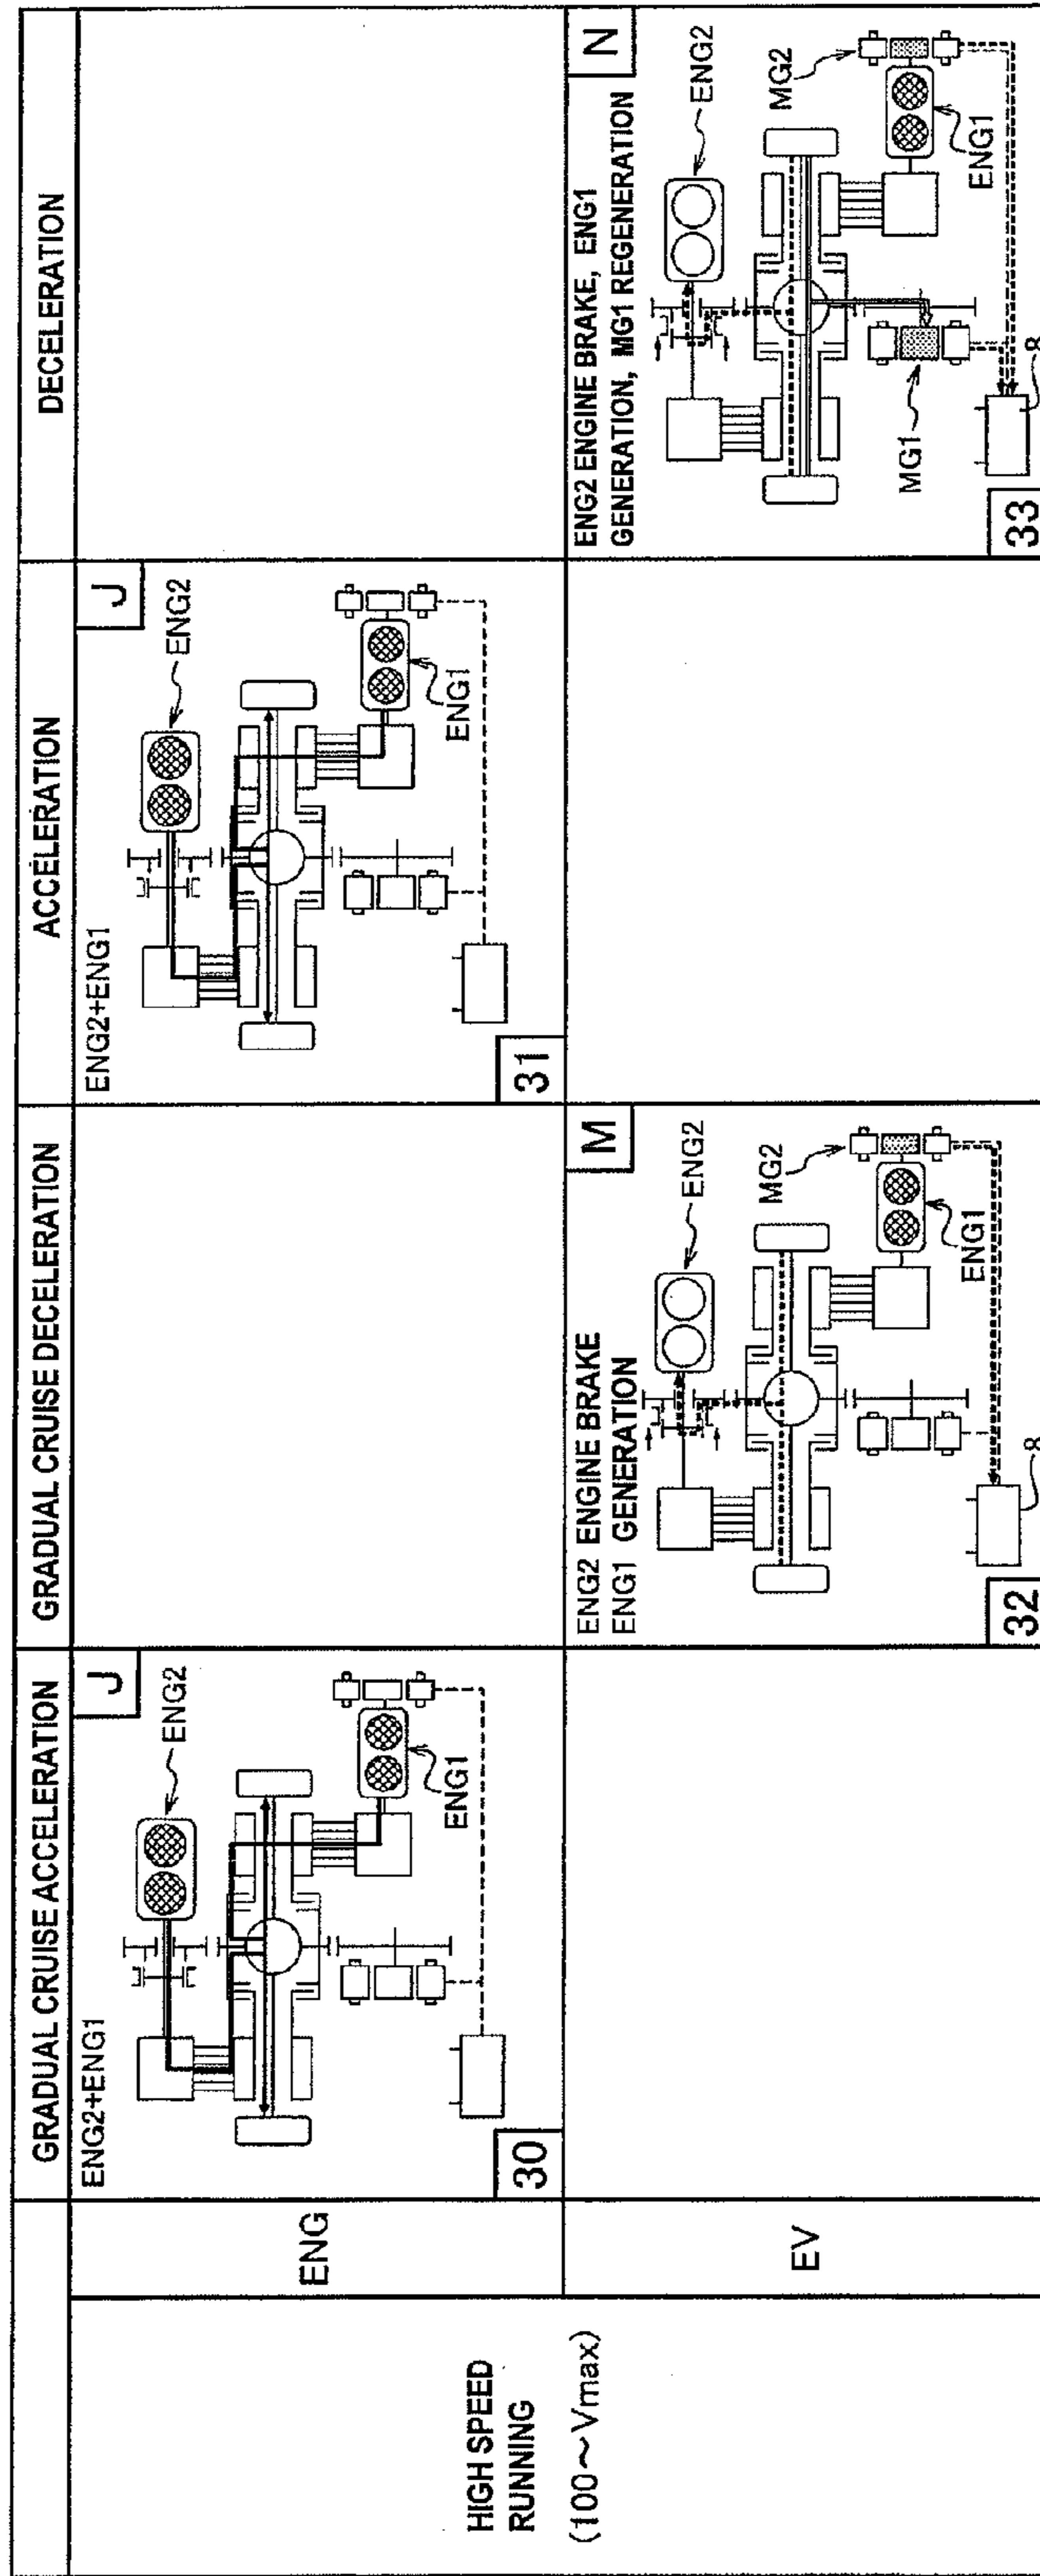 GRADUAL CRUISE ACCELERATION
GRADUAL CRUISE DECELERATION
ACCELERATION
DECELERATION
HIGH SPEED
RUNNING
(100~Vmax)
ENG
ENG2+ENG1
J
ENG2
ENG1
30
ENG2+ENG1
J
ENG2
ENG1
31
EV
ENG2 ENGINE BRAKE
ENG1 GENERATION
M
ENG2
MG2
ENG1
8
32
ENG2 ENGINE BRAKE, ENG1
GENERATION, MG1 REGENERATION
N
ENG2
MG2
ENG1
MG1
8
33